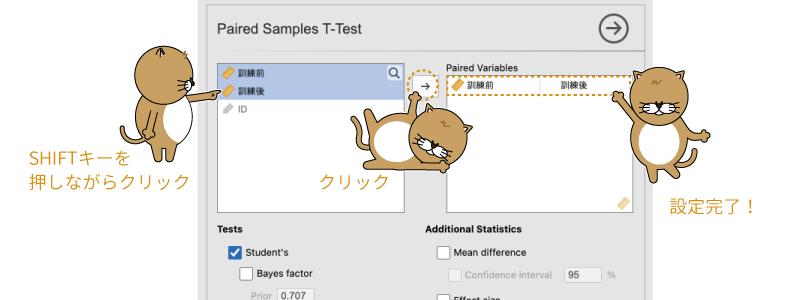 Paired Samples T-Test
訓練前
訓練後
ID
Paired Variables
訓練前 訓練後
SHIFTキーを
押しながらクリック
クリック
設定完了！
Tests
Student's
Bayes factor
Prior 0.707
Additional Statistics
Mean difference
Confidence interval 95 %
Effect size